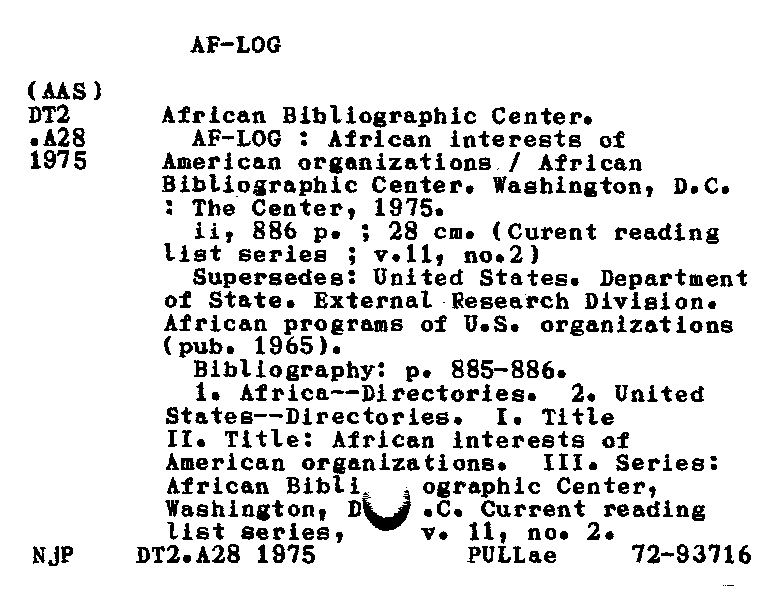 AF-LOG
(AAS)
DT2 African Bibliographic Center.
.A28 AF-LOG : African interests of
1975 American organizations / African
Bibliographic Center. Washington, D.C.
: The Center, 1975.
ii, 886 p. ; 28 cm. (Curent reading
list series ; v.11, no.2)
Supersedes: United States. Department
of State. External Research Division.
African programs of U.S. organizations
(pub. 1965).
Bibliography: p. 885-886.
1. Africa--Directories. 2. United
States--Directories. I. Title
II. Title: African interests of
American organizations. III. Series:
African Bibli ographic Center,
Washington, D .C. Current reading
list series, v. 11, no. 2.
NJP DT2.A28 1975 PULLae 72-93716